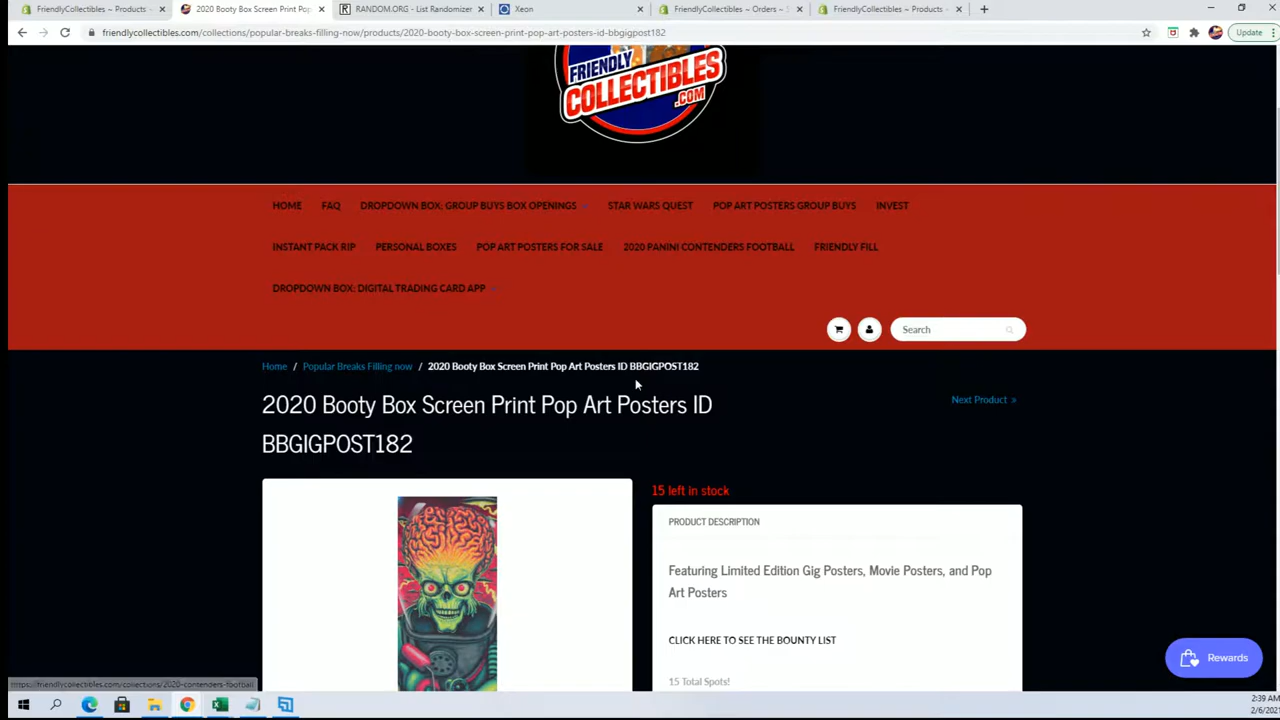 FriendlyCollectibles ~ Products ·
2020 Booty Box Screen Print Pop
RANDOM.ORG - List Randomizer
Xeon
FriendlyCollectibles ~ Orders ~ S
FriendlyCollectibles ~ Products ·
friendlycollectibles.com/collections/popular-breaks-filling-now/products/2020-booty-box-screen-print-pop-art-posters-id-bbgigpost182
Update
FRIENDLY
COLLECTIBLES
.COM
HOME FAQ DROPDOWN BOX: GROUP BUYS BOX OPENINGS STAR WARS QUEST POP ART POSTERS GROUP BUYS INVEST
INSTANT PACK RIP PERSONAL BOXES POP ART POSTERS FOR SALE 2020 PANINI CONTENDERS FOOTBALL FRIENDLY FILL
DROPDOWN BOX: DIGITAL TRADING CARD APP
Search
Home / Popular Breaks Filling now / 2020 Booty Box Screen Print Pop Art Posters ID BBGIGPOST182
2020 Booty Box Screen Print Pop Art Posters ID
BBGIGPOST182
Next Product »
15 left in stock
PRODUCT DESCRIPTION
Featuring Limited Edition Gig Posters, Movie Posters, and Pop
Art Posters
CLICK HERE TO SEE THE BOUNTY LIST
15 Total Spots!
Rewards
https://friendlycollectibles.com/collections/2020-contenders-football
2:39 AM
2/6/2021